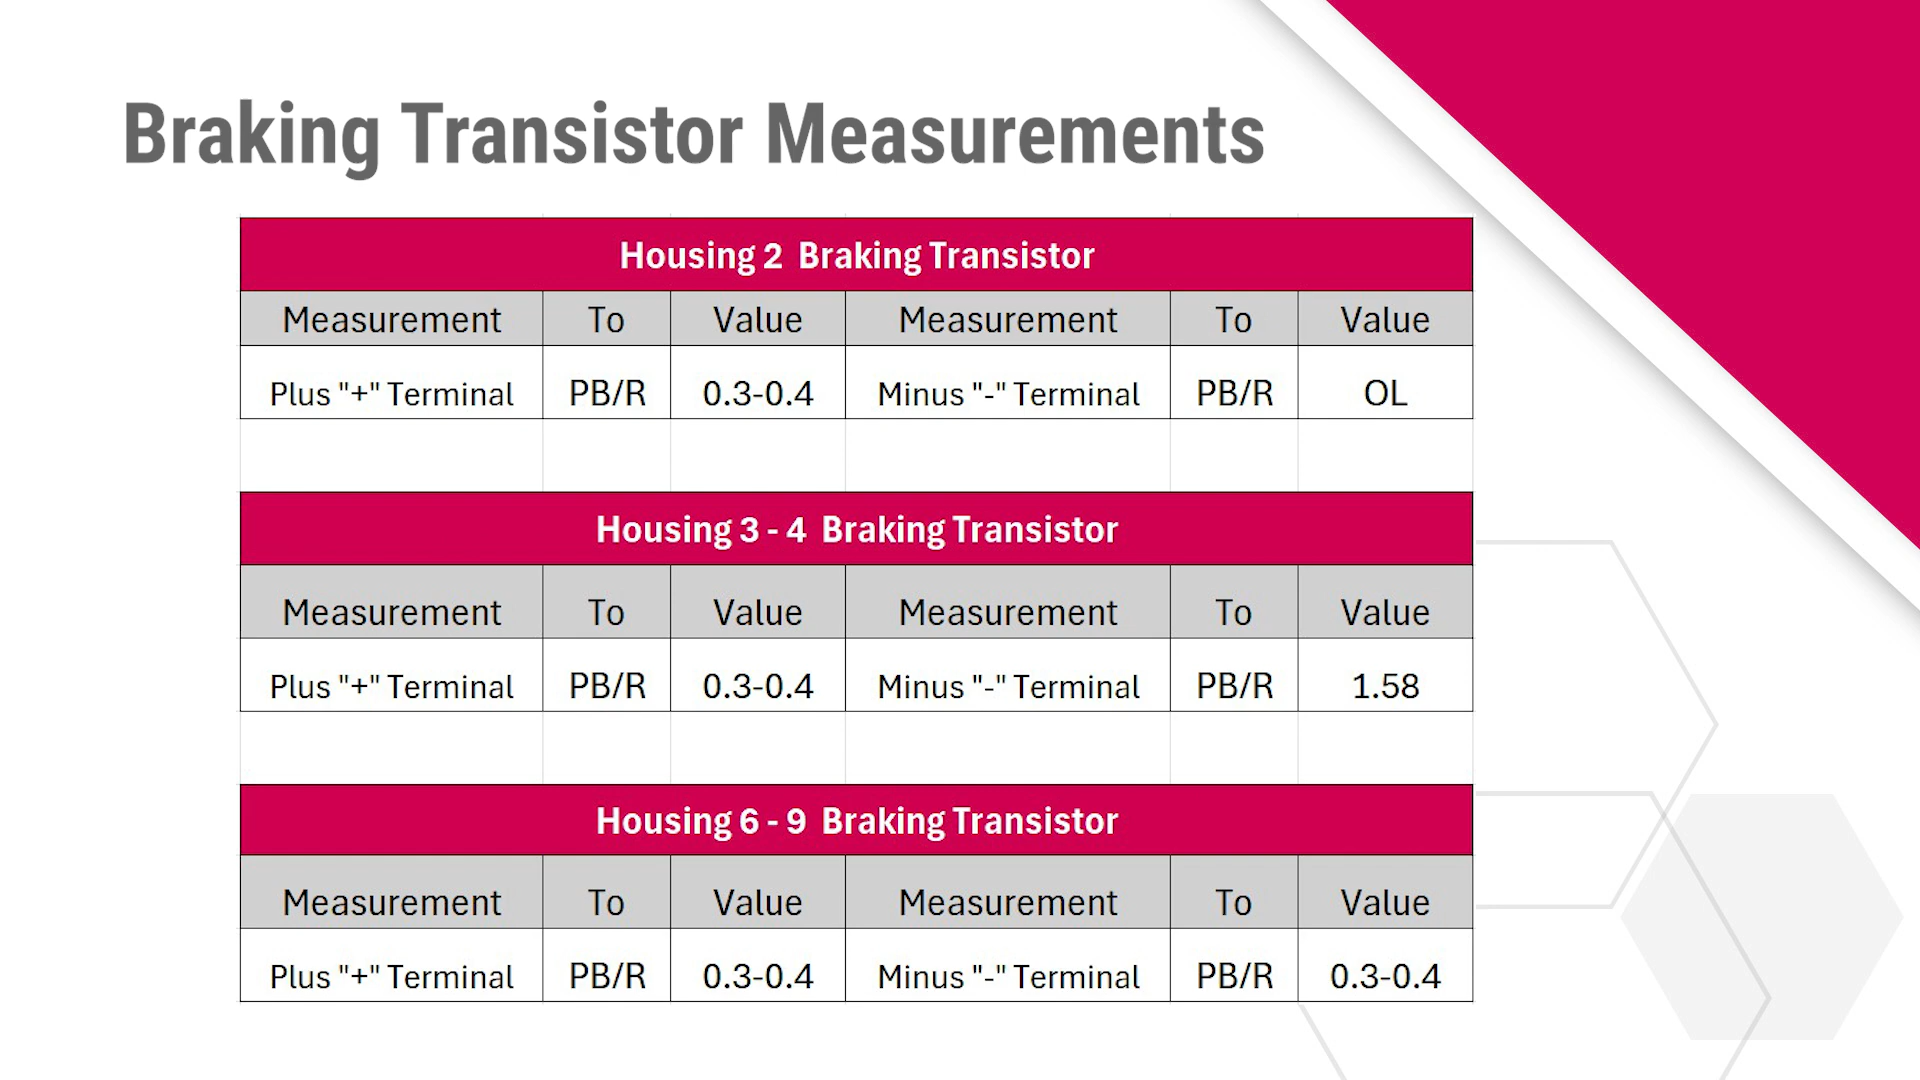 Braking Transistor Measurements
Housing 2 Braking Transistor
Measurement To Value Measurement To Value
Plus "+" Terminal PB/R 0.3-0.4 Minus "-" Terminal PB/R OL
Housing 3 - 4 Braking Transistor
Measurement To Value Measurement To Value
Plus "+" Terminal PB/R 0.3-0.4 Minus "-" Terminal PB/R 1.58
Housing 6 - 9 Braking Transistor
Measurement To Value Measurement To Value
Plus "+" Terminal PB/R 0.3-0.4 Minus "-" Terminal PB/R 0.3-0.4